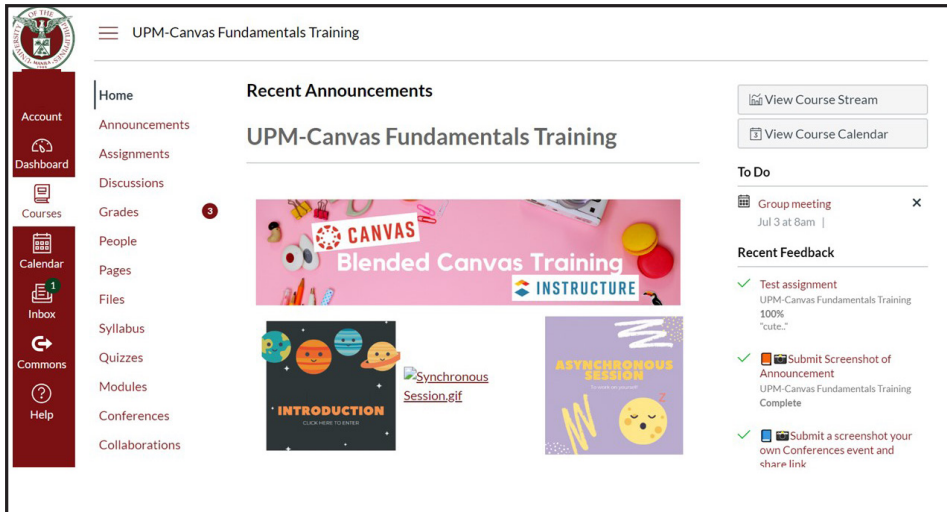 UPM-Canvas Fundamentals Training
Account
Dashboard
Courses
Calendar
1
Inbox
Commons
Help
Home
Announcements
Assignments
Discussions
Grades 3
People
Pages
Files
Syllabus
Quizzes
Modules
Conferences
Collaborations
Recent Announcements
UPM-Canvas Fundamentals Training
CANVAS
Blended Canvas Training
INSTRUCTURE
INTRODUCTION
CLICK HERE TO ENTER
Synchronous
Session.gif
ASYNCHRONOUS
SESSION
View Course Stream
View Course Calendar
To Do
Group meeting
Jul 3 at 8am |
Recent Feedback
Test assignment
UPM-Canvas Fundamentals Training
100%
"cute.."
Submit Screenshot of
Announcement
UPM-Canvas Fundamentals Training
Complete
Submit a screenshot your
own Conferences event and
share link